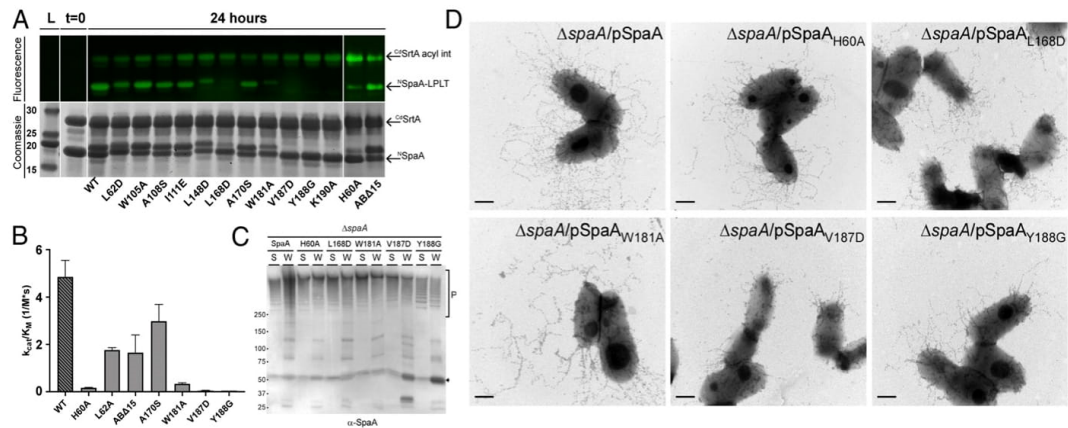 A
L t=0 24 hours
Fluorescence
CdSrtA acyl int
NSpaA-LPLT
Coomassie
30
20
15
CdSrtA
NSpaA
WT L62D W105A A108S I111E L148D L168D A170S W181A V187D Y188G K190A H60A ABΔ15
B
kcat/KM (1/M*s)
6
4
2
0
WT H60A L62A ABΔ15 A170S W181A V187D Y188G
C
ΔspaA
SpaA H60A L168D W181A V187D Y188G
S W S W S W S W S W S W
P
250
150
100
75
50
37
25
α-SpaA
D
ΔspaA/pSpaA
ΔspaA/pSpaAH60A
ΔspaA/pSpaAL168D
ΔspaA/pSpaAW181A
ΔspaA/pSpaAV187D
ΔspaA/pSpaAY188G